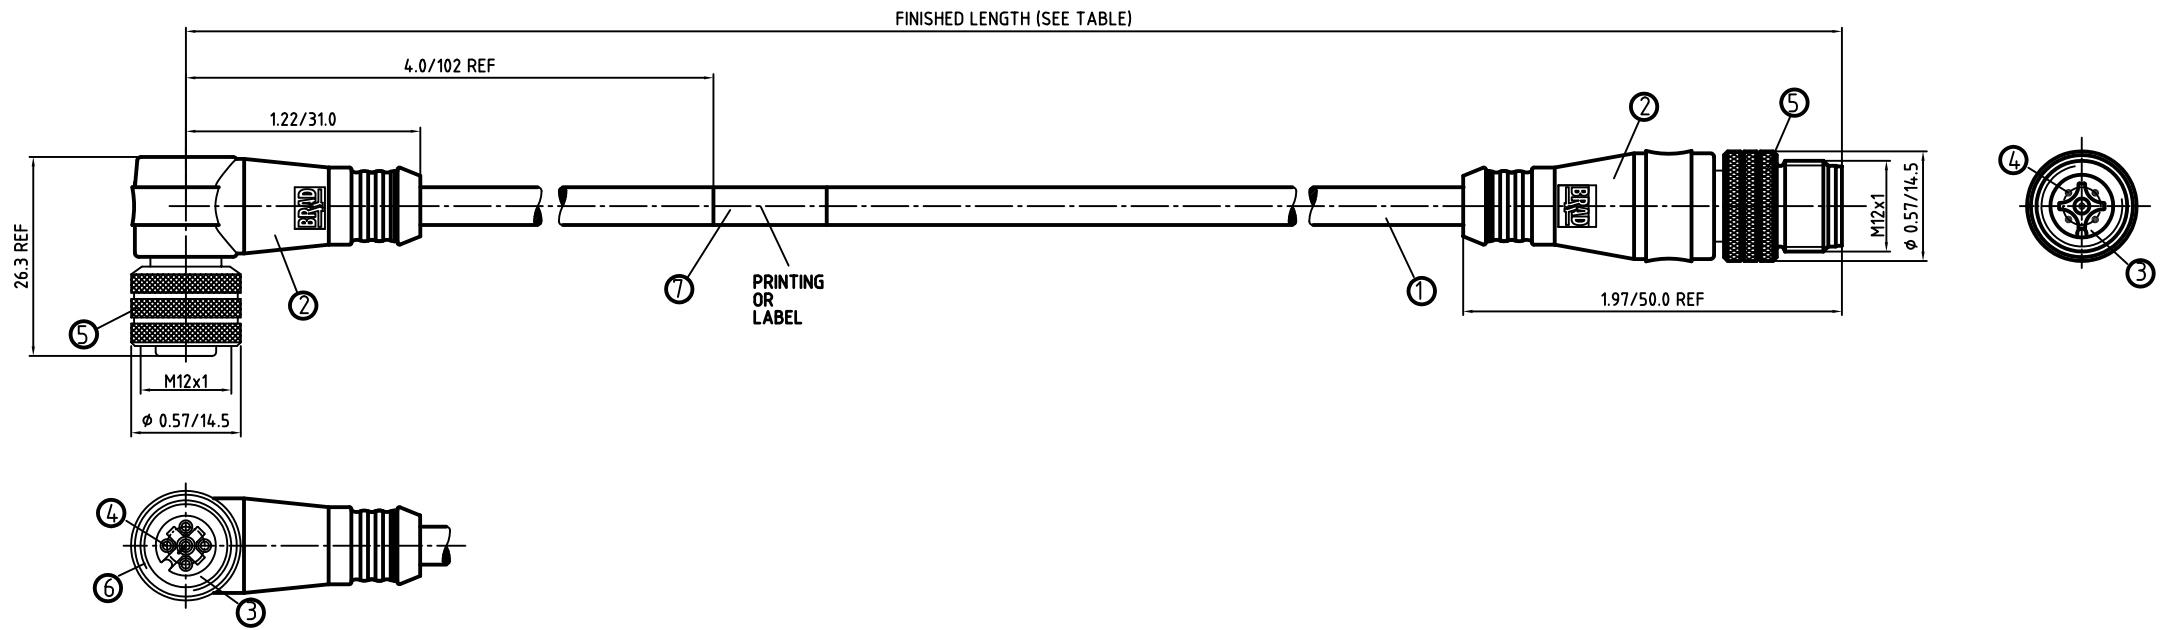 FINISHED LENGTH (SEE TABLE)
4.0/102 REF
1.22/31.0
2
5
4
BRAD
BRAD
26.3 REF
M12x1
ϕ 0.57/14.5
2
7
PRINTING
OR
LABEL
1
1.97/50.0 REF
3
5
M12x1
ϕ 0.57/14.5
4
6
3